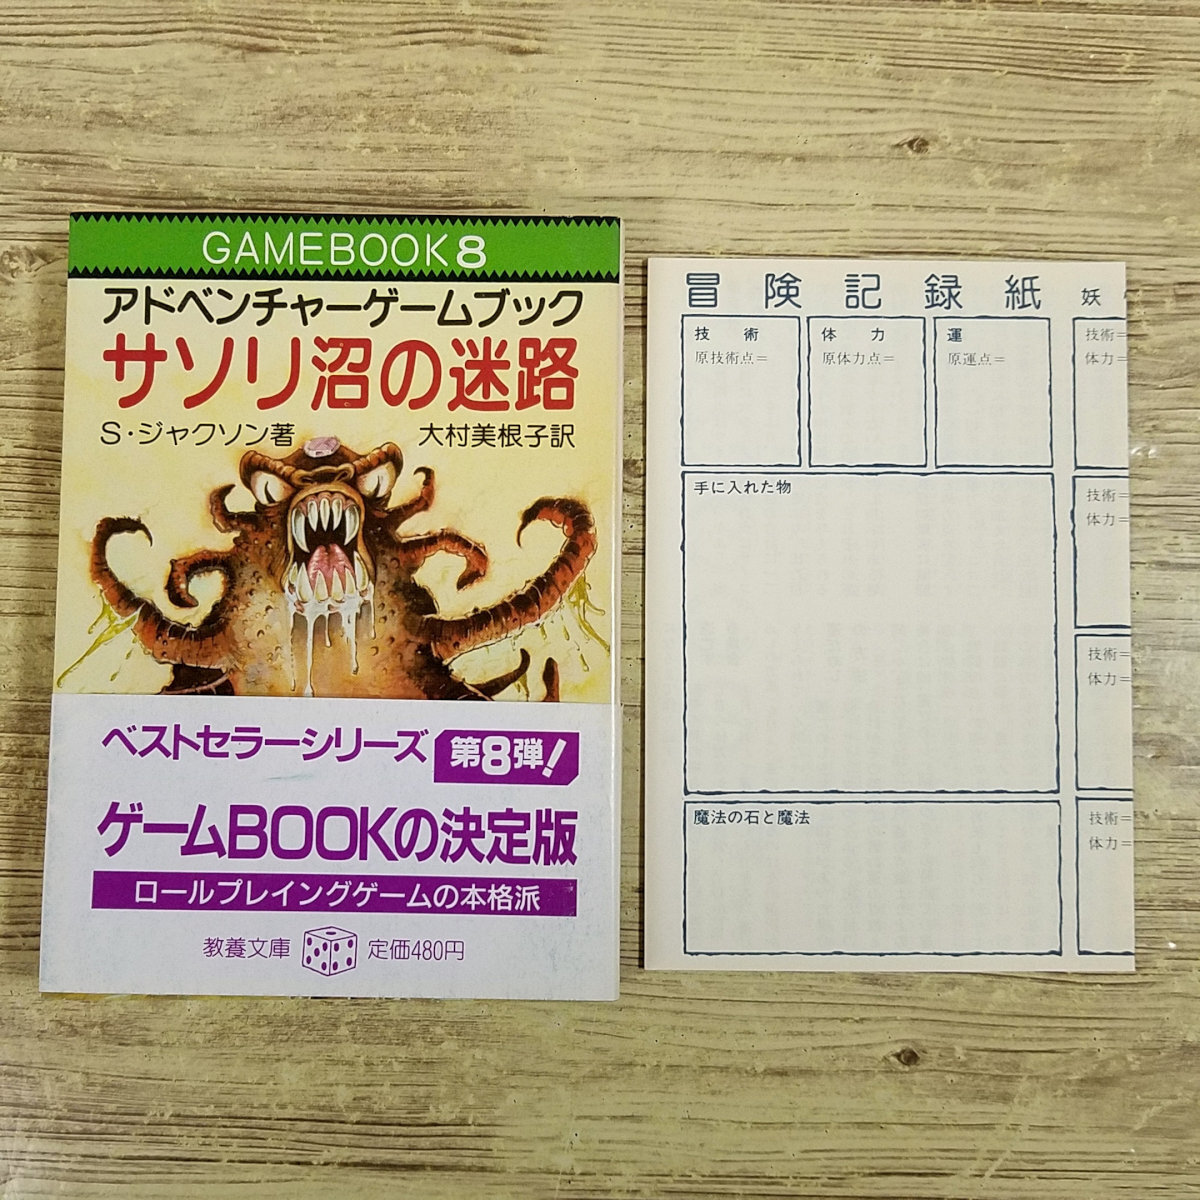 GAMEBOOK8
アドベンチャーゲームブック
サソリ沼の迷路
S・ジャクソン著 大村美根子訳
ベストセラーシリーズ 第8弾!
ゲームBOOKの決定版
ロールプレイングゲームの本格派
教養文庫 定価480円
冒険記録紙 妖
技術 体力 運
原技術点= 原体力点= 原運点=
手に入れた物
魔法の石と魔法
技術=
体力=
技術=
体力=
技術=
体力=
技術=
体力=